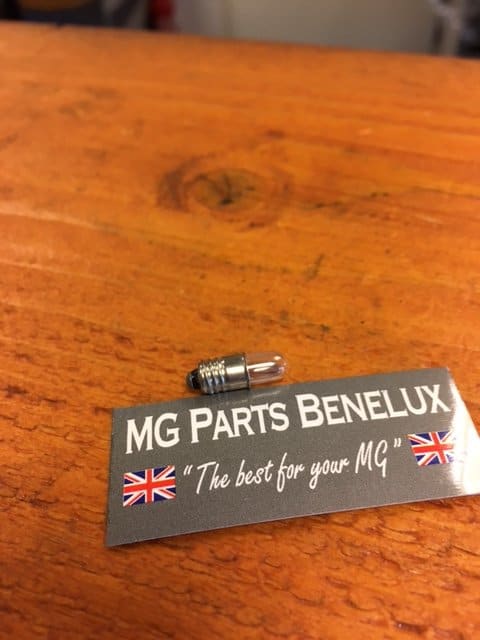 MG PARTS BENELUX
"The best for your MG"